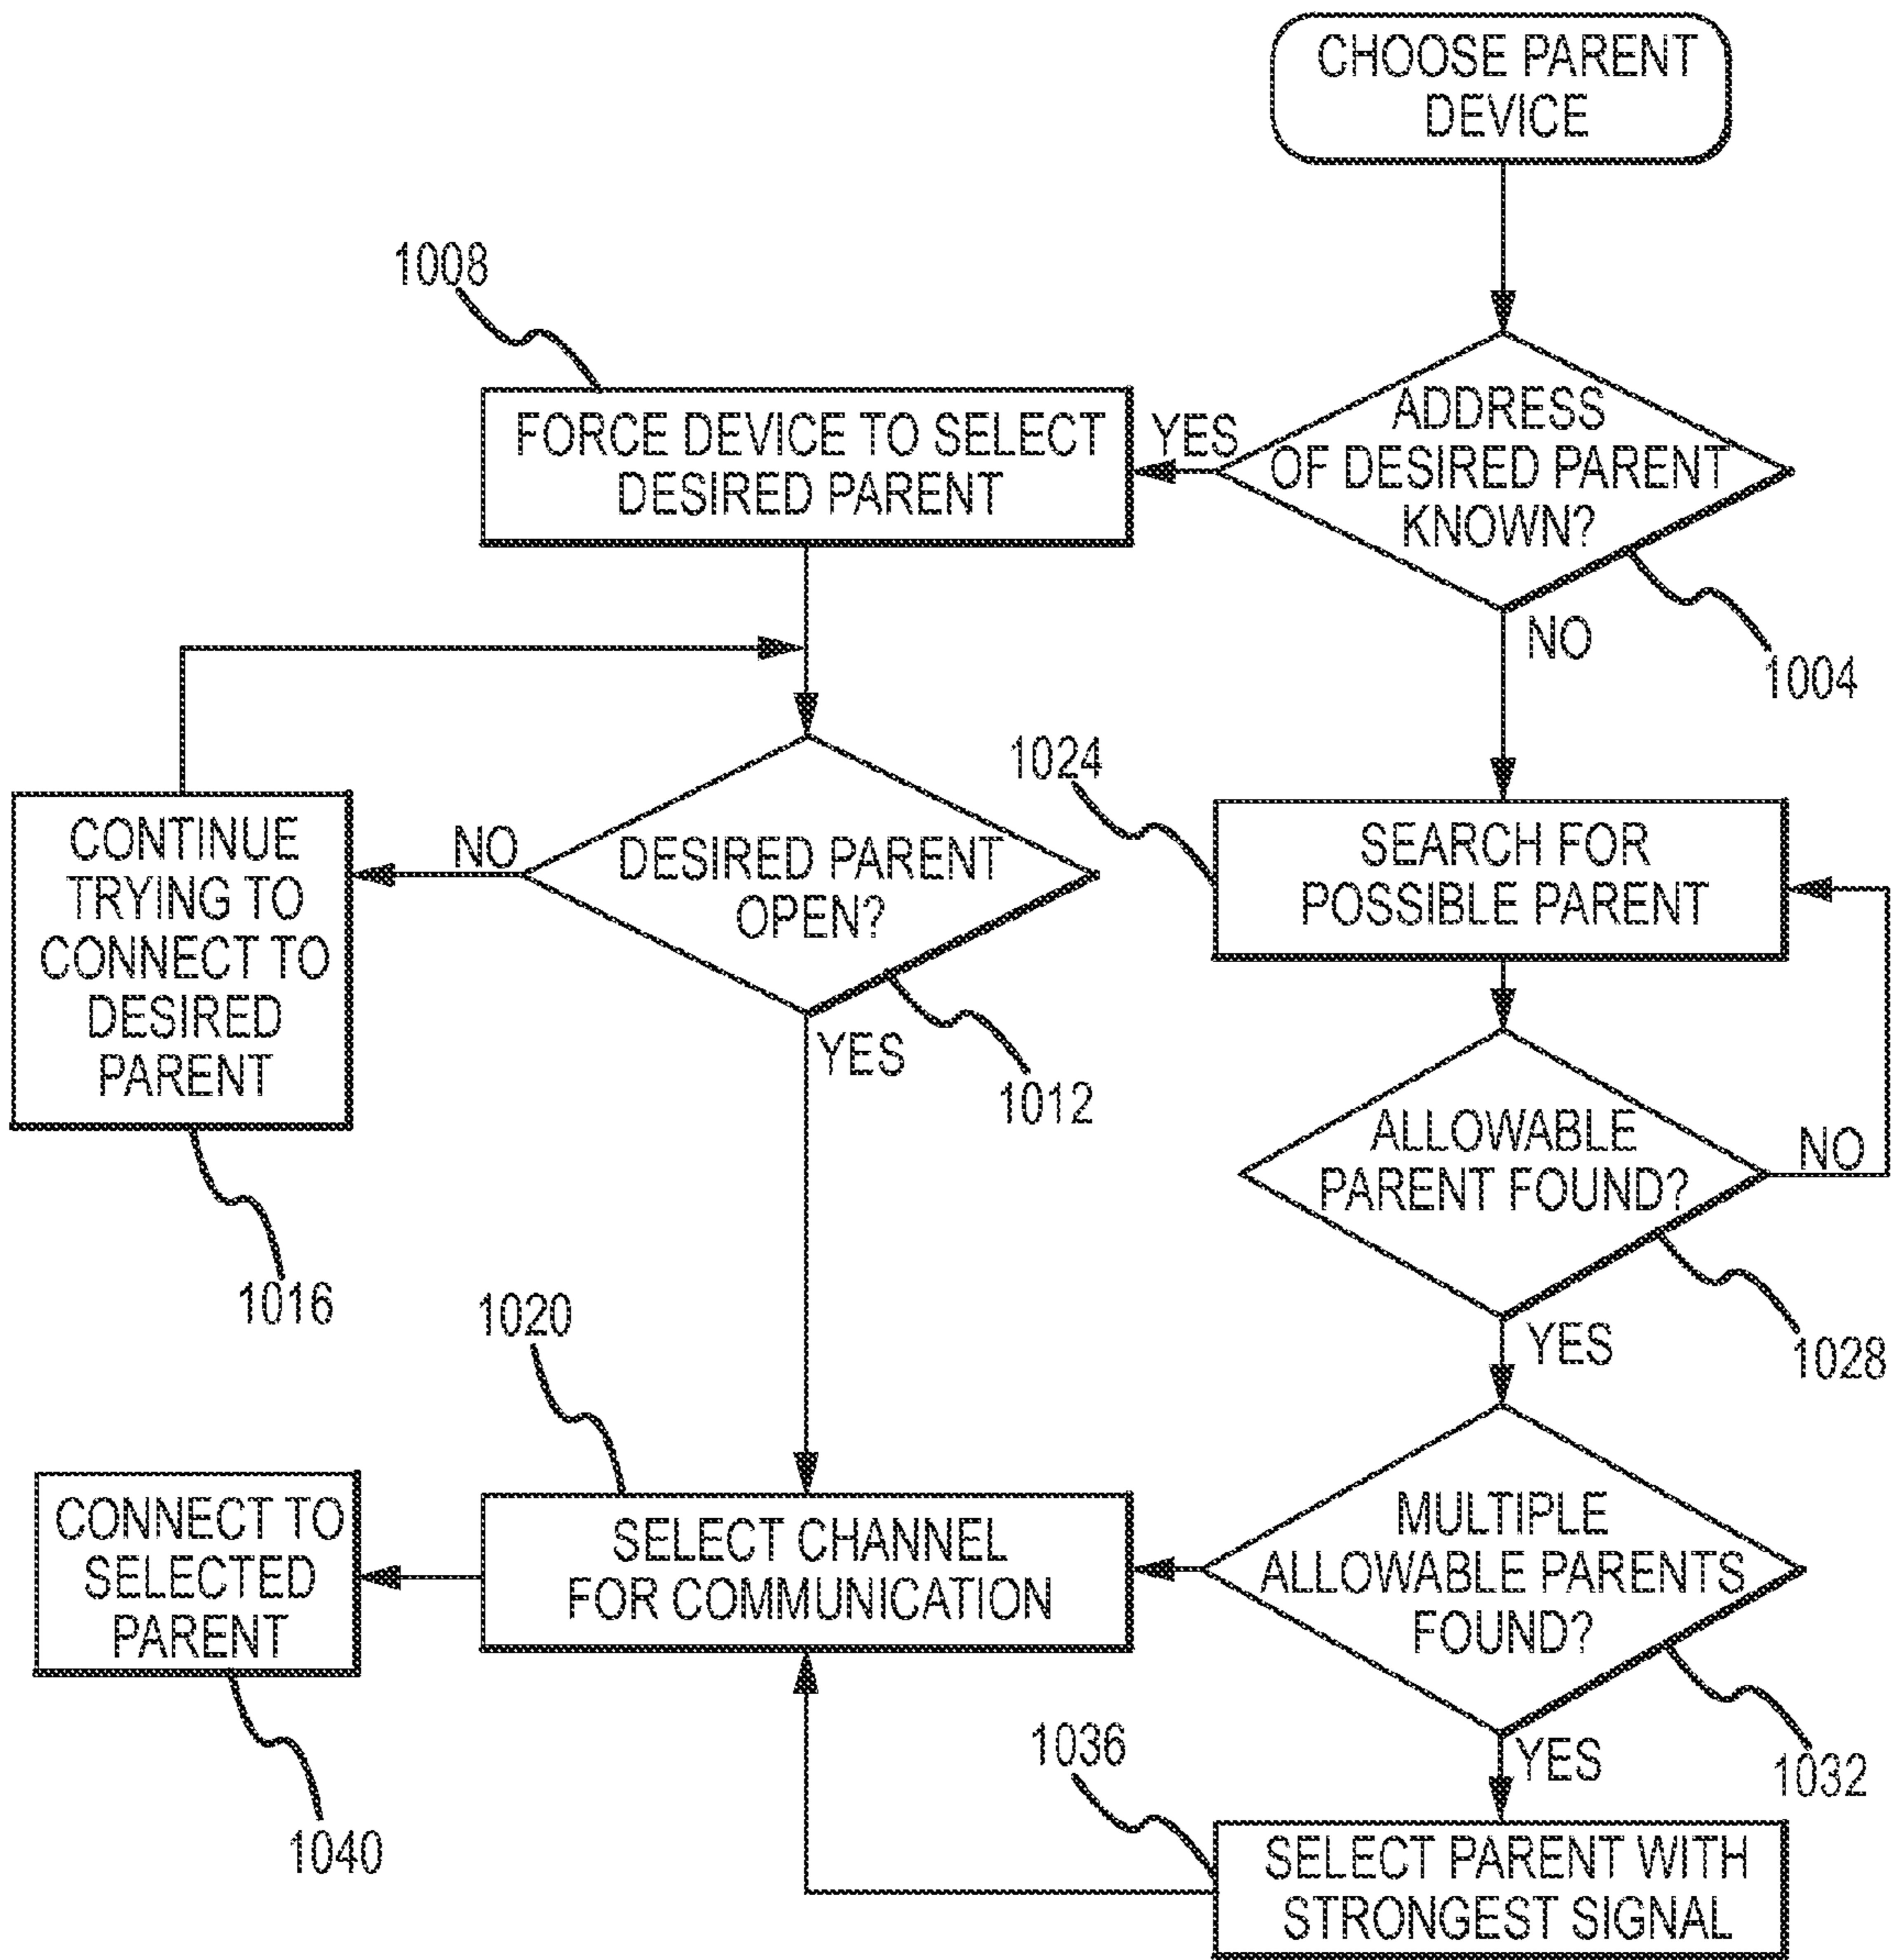 CHOOSE PARENT
DEVICE
1008
FORCE DEVICE TO SELECT
DESIRED PARENT
YES
ADDRESS
OF DESIRED PARENT
KNOWN?
NO
1004
1024
CONTINUE
TRYING TO
CONNECT TO
DESIRED
PARENT
NO
DESIRED PARENT
OPEN?
YES
1012
1016
SEARCH FOR
POSSIBLE PARENT
ALLOWABLE
PARENT FOUND?
NO
YES
1028
1020
CONNECT TO
SELECTED
PARENT
SELECT CHANNEL
FOR COMMUNICATION
MULTIPLE
ALLOWABLE PARENTS
FOUND?
1036
YES
1032
1040
SELECT PARENT WITH
STRONGEST SIGNAL